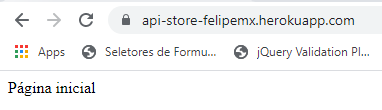 api-store-felipemx.herokuapp.com
Apps Seletores de Formu... jQuery Validation Pl...
Página inicial